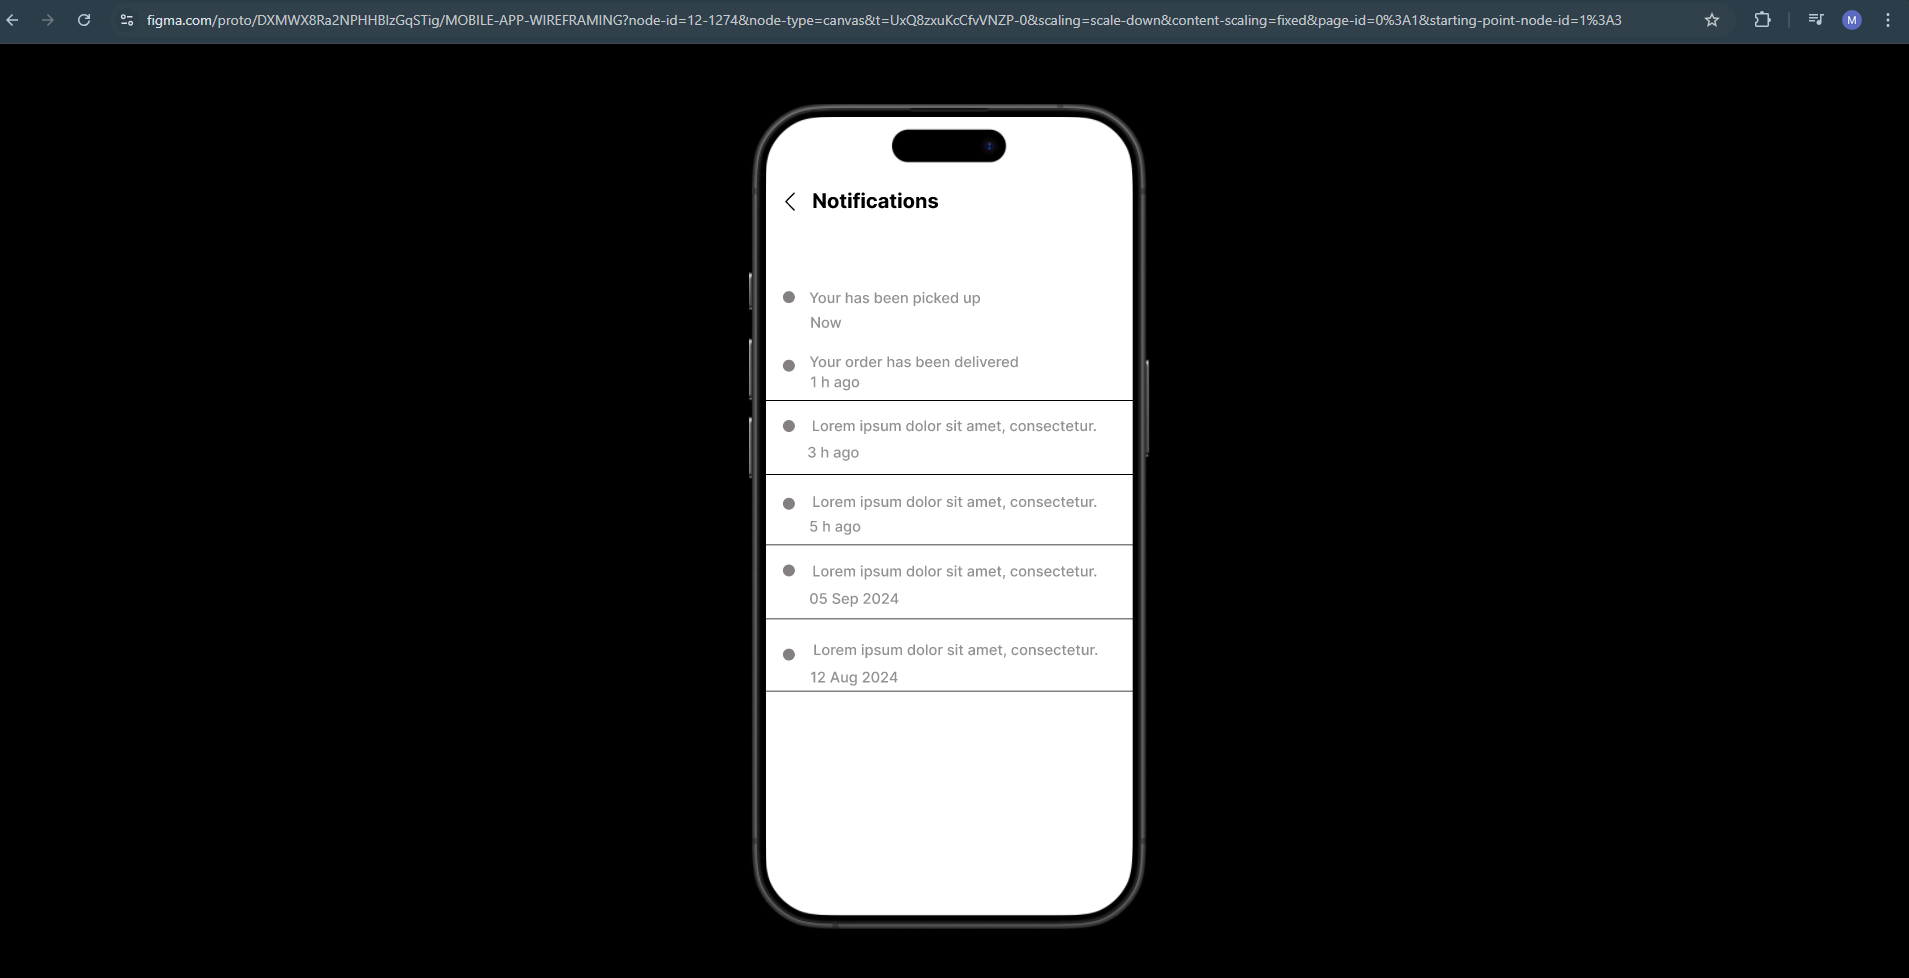 figma.com/proto/DXMWX8Ra2NPHHBIzGqSTig/MOBILE-APP-WIREFRAMING?node-id=12-1274&node-type=canvas&t=UxQ8zxuKcCfvVNZP-0&scaling=scale-down&content-scaling=fixed&page-id=0%3A1&starting-point-node-id=1%3A3
M
Notifications
Your has been picked up
Now
Your order has been delivered
1 h ago
Lorem ipsum dolor sit amet, consectetur.
3 h ago
Lorem ipsum dolor sit amet, consectetur.
5 h ago
Lorem ipsum dolor sit amet, consectetur.
05 Sep 2024
Lorem ipsum dolor sit amet, consectetur.
12 Aug 2024